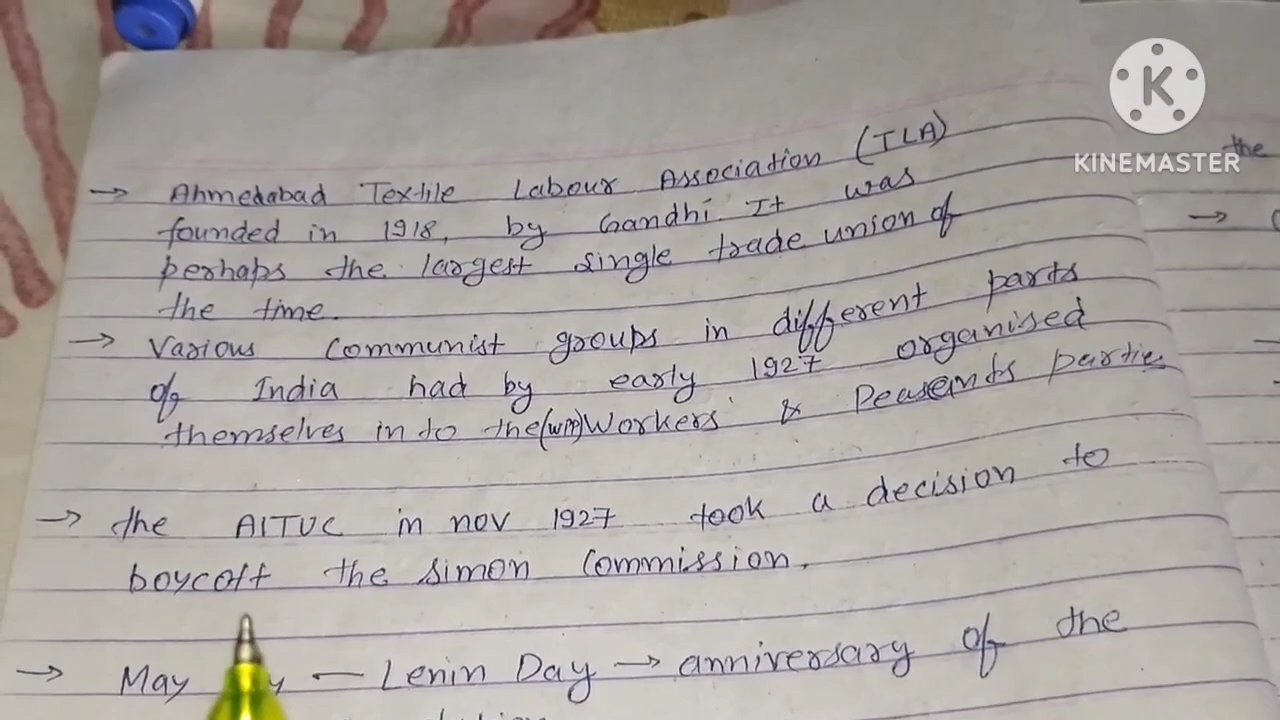 → Ahmedabad Textile Labour Association (TLA)
founded in 1918, by Gandhi. It was
perhaps the largest single trade union of
the time.
→ Various Communist groups in different parts
of India had by early 1927 organised
themselves in to the (WPP) Workers' & Peasents parties
→ the AITUC in nov 1927 took a decision to
boycott the Simon Commission.
→ May — Lenin Day → anniversary of the
K
KINEMASTER
the
→